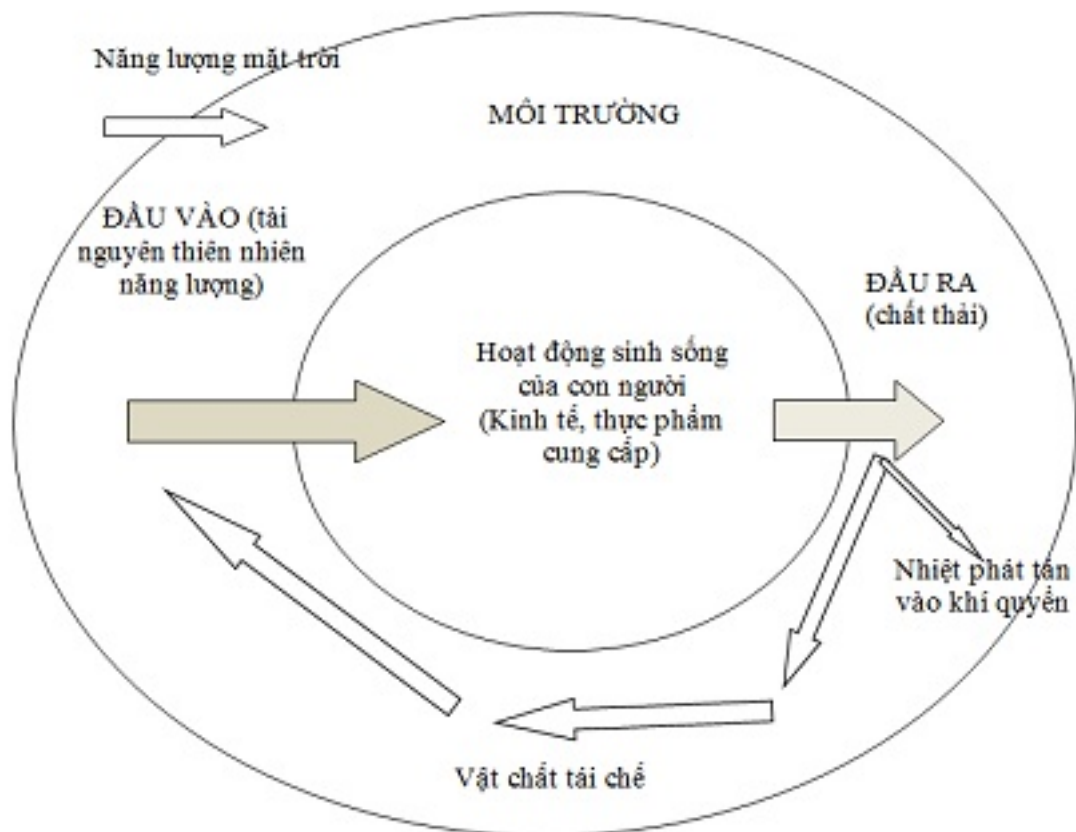 Năng lượng mặt trời
MÔI TRƯỜNG
ĐẦU VÀO (tài
nguyên thiên nhiên
năng lượng)
ĐẦU RA
(chất thải)
Hoạt động sinh sống
của con người
(Kinh tế, thực phẩm
cung cấp)
Nhiệt phát tán
vào khí quyển
Vật chất tái chế